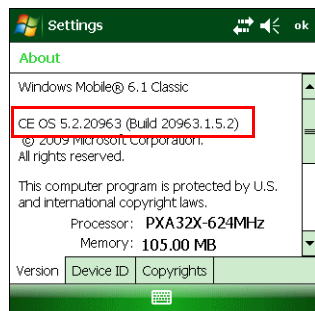 Settings
ok
About
Windows Mobile® 6.1 Classic
CE OS 5.2.20963 (Build 20963.1.5.2)
© 2009 Microsoft Corporation.
All rights reserved.
This computer program is protected by U.S.
and international copyright laws.
Processor: PXA32X-624MHz
Memory: 105.00 MB
Version Device ID Copyrights